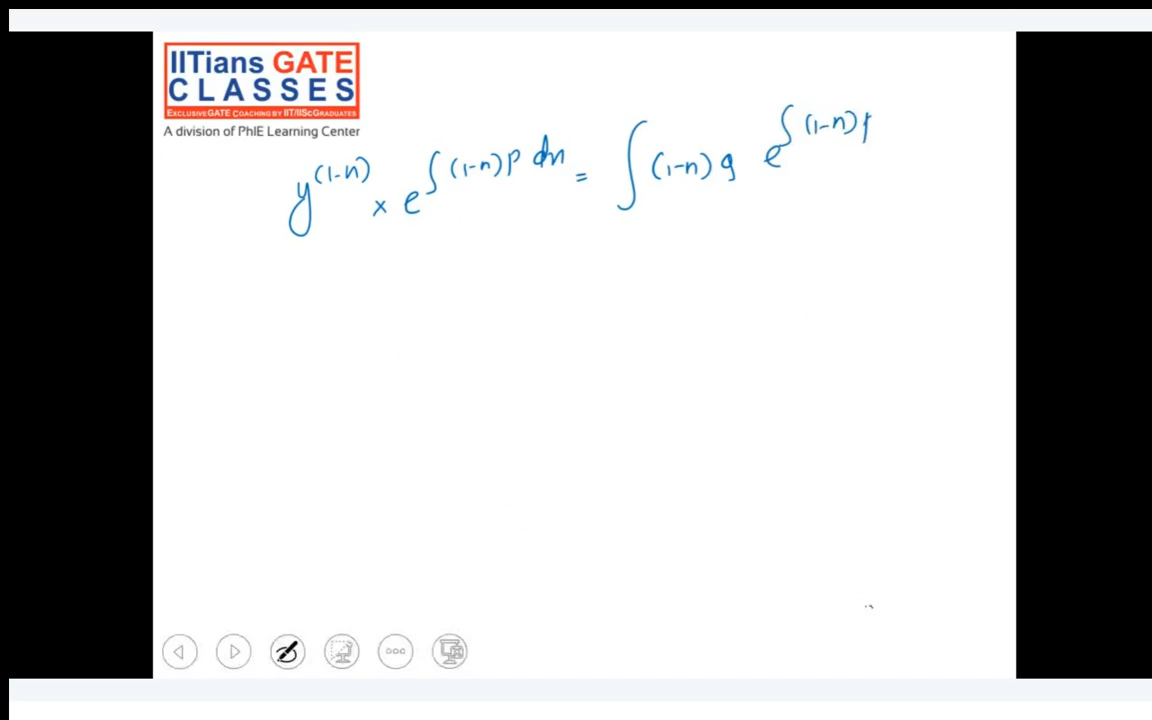 IITians GATE
CLASSES
EXCLUSIVE GATE COACHING BY IIT/IISc GRADUATES
A division of PhIE Learning Center
y^(1-n) × e^∫(1-n)p dn = ∫(1-n)q e^∫(1-n)p